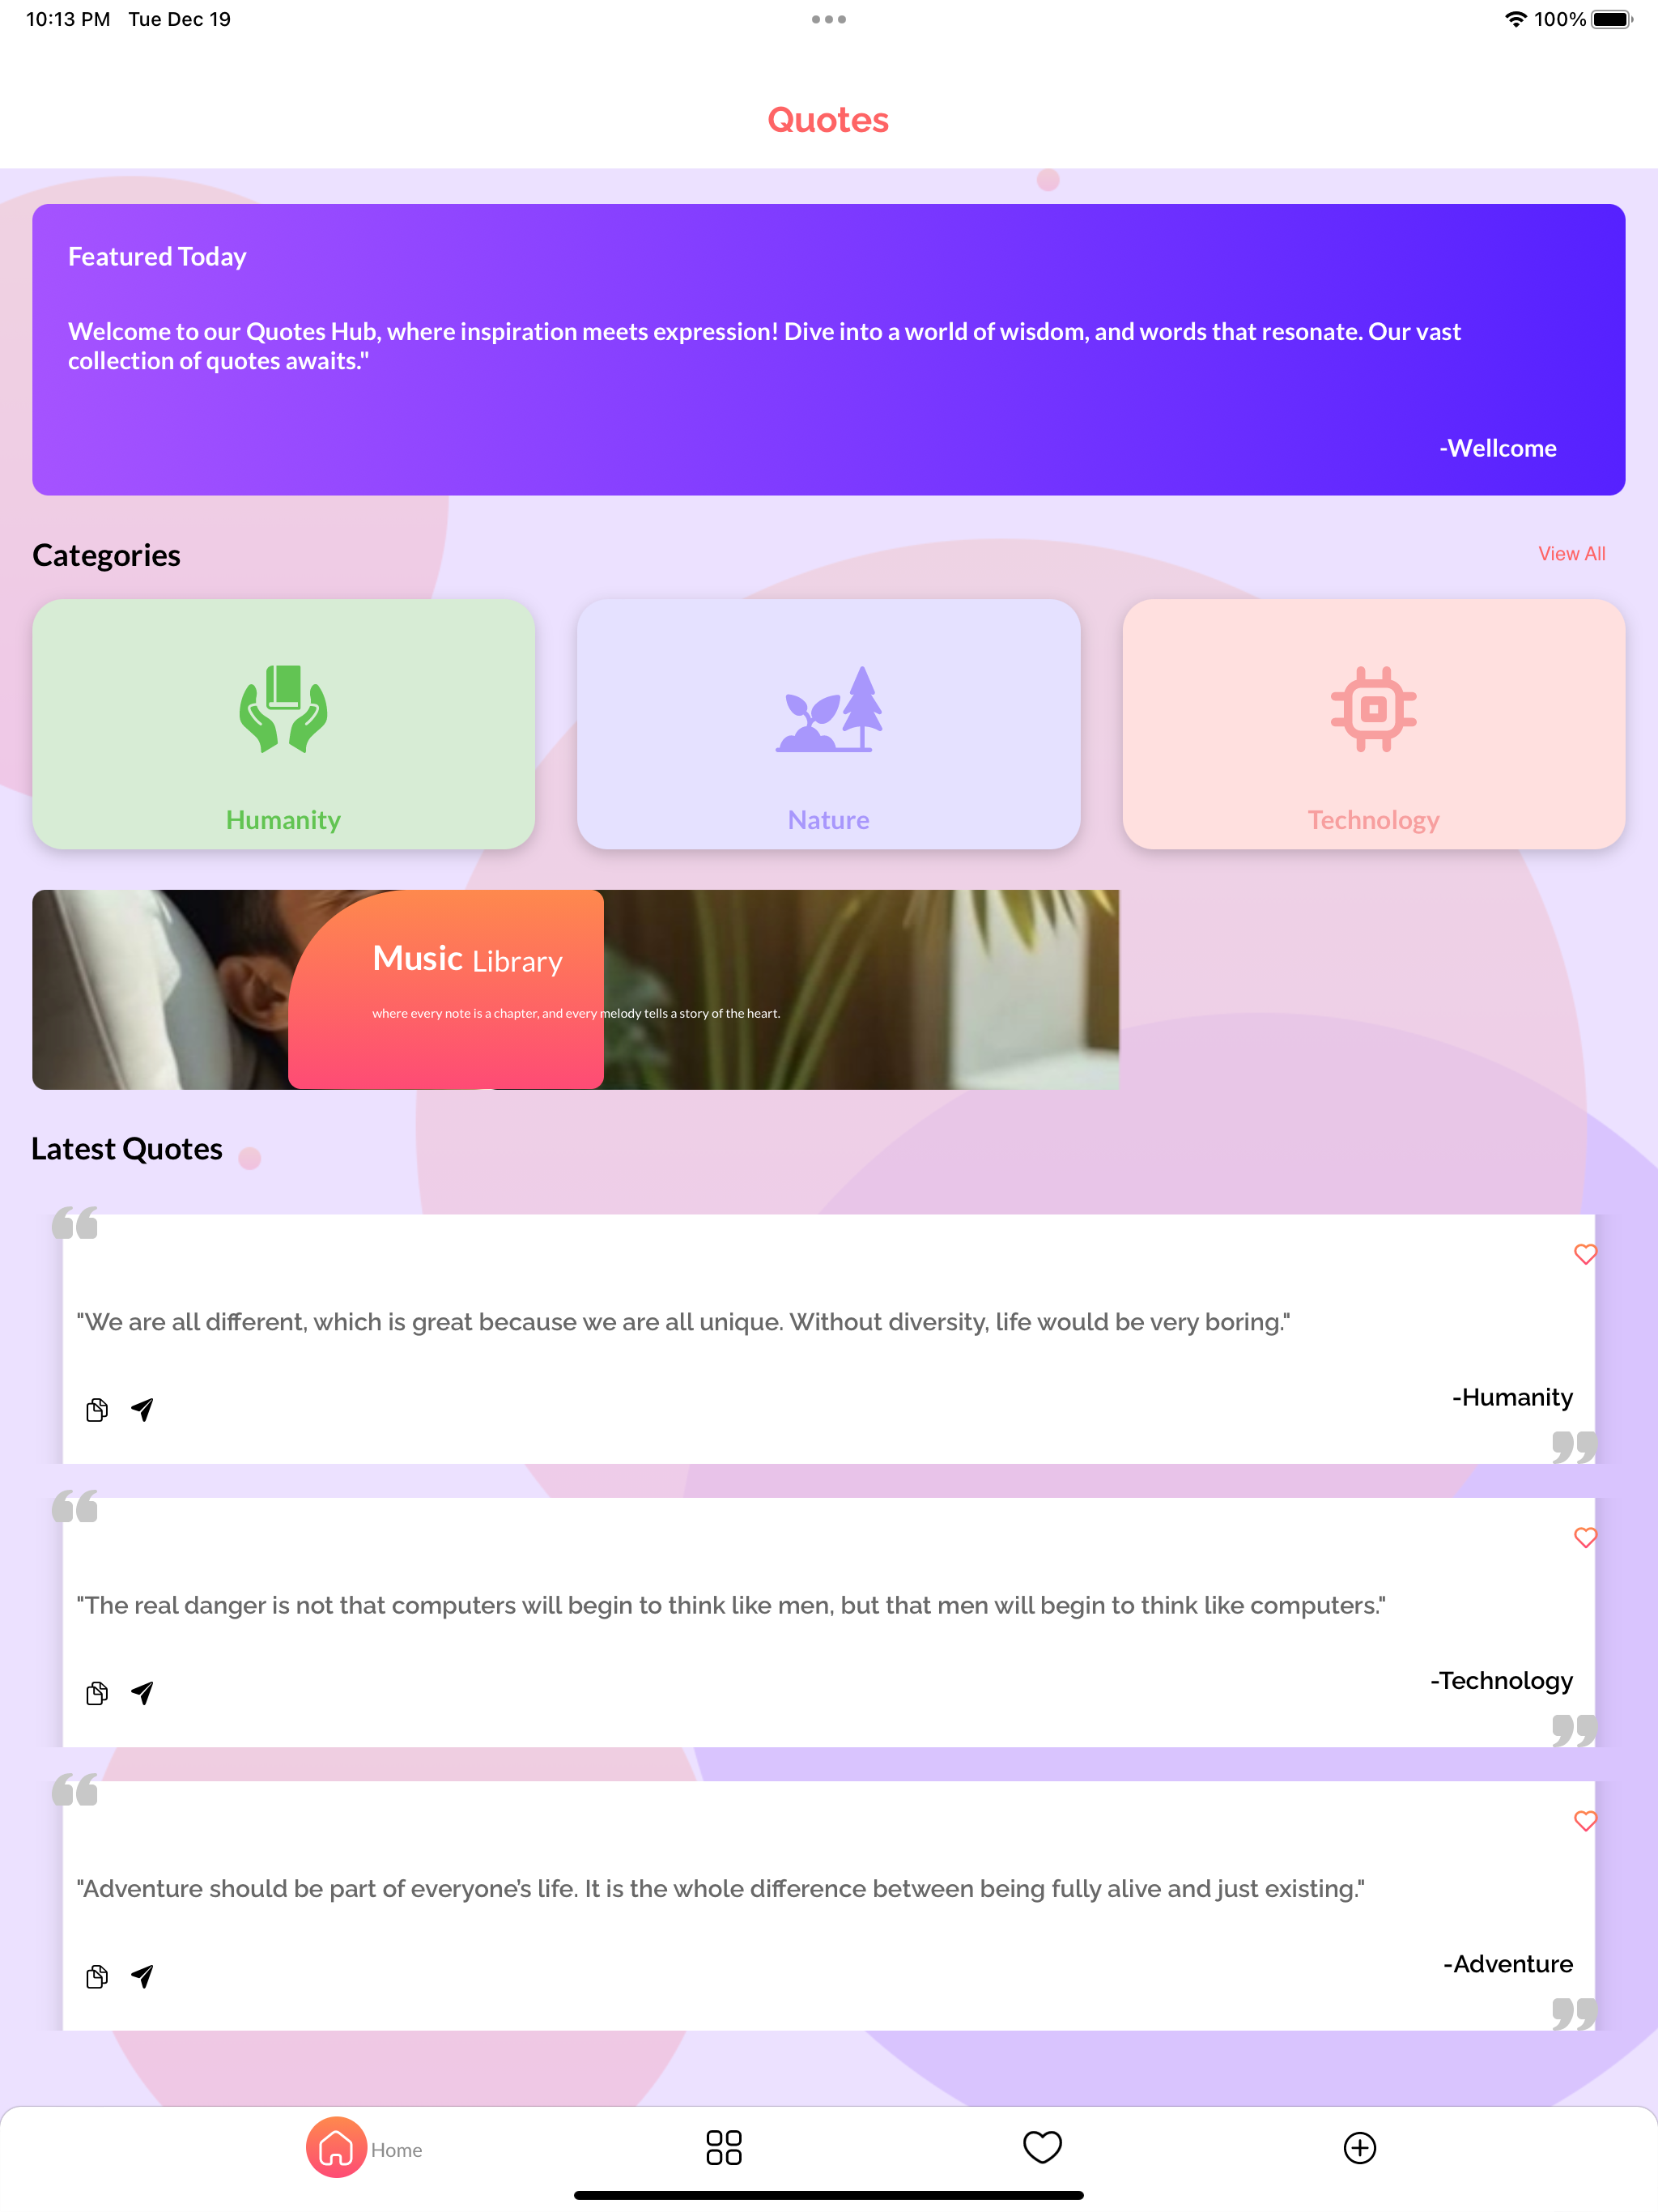 10:13 PM Tue Dec 19
100%
Quotes
Featured Today
Welcome to our Quotes Hub, where inspiration meets expression! Dive into a world of wisdom, and words that resonate. Our vast
collection of quotes awaits."
-Wellcome
Categories
View All
Humanity
Nature
Technology
Music Library
where every note is a chapter, and every melody tells a story of the heart.
Latest Quotes
"We are all different, which is great because we are all unique. Without diversity, life would be very boring."
-Humanity
"The real danger is not that computers will begin to think like men, but that men will begin to think like computers."
-Technology
"Adventure should be part of everyone's life. It is the whole difference between being fully alive and just existing."
-Adventure
Home